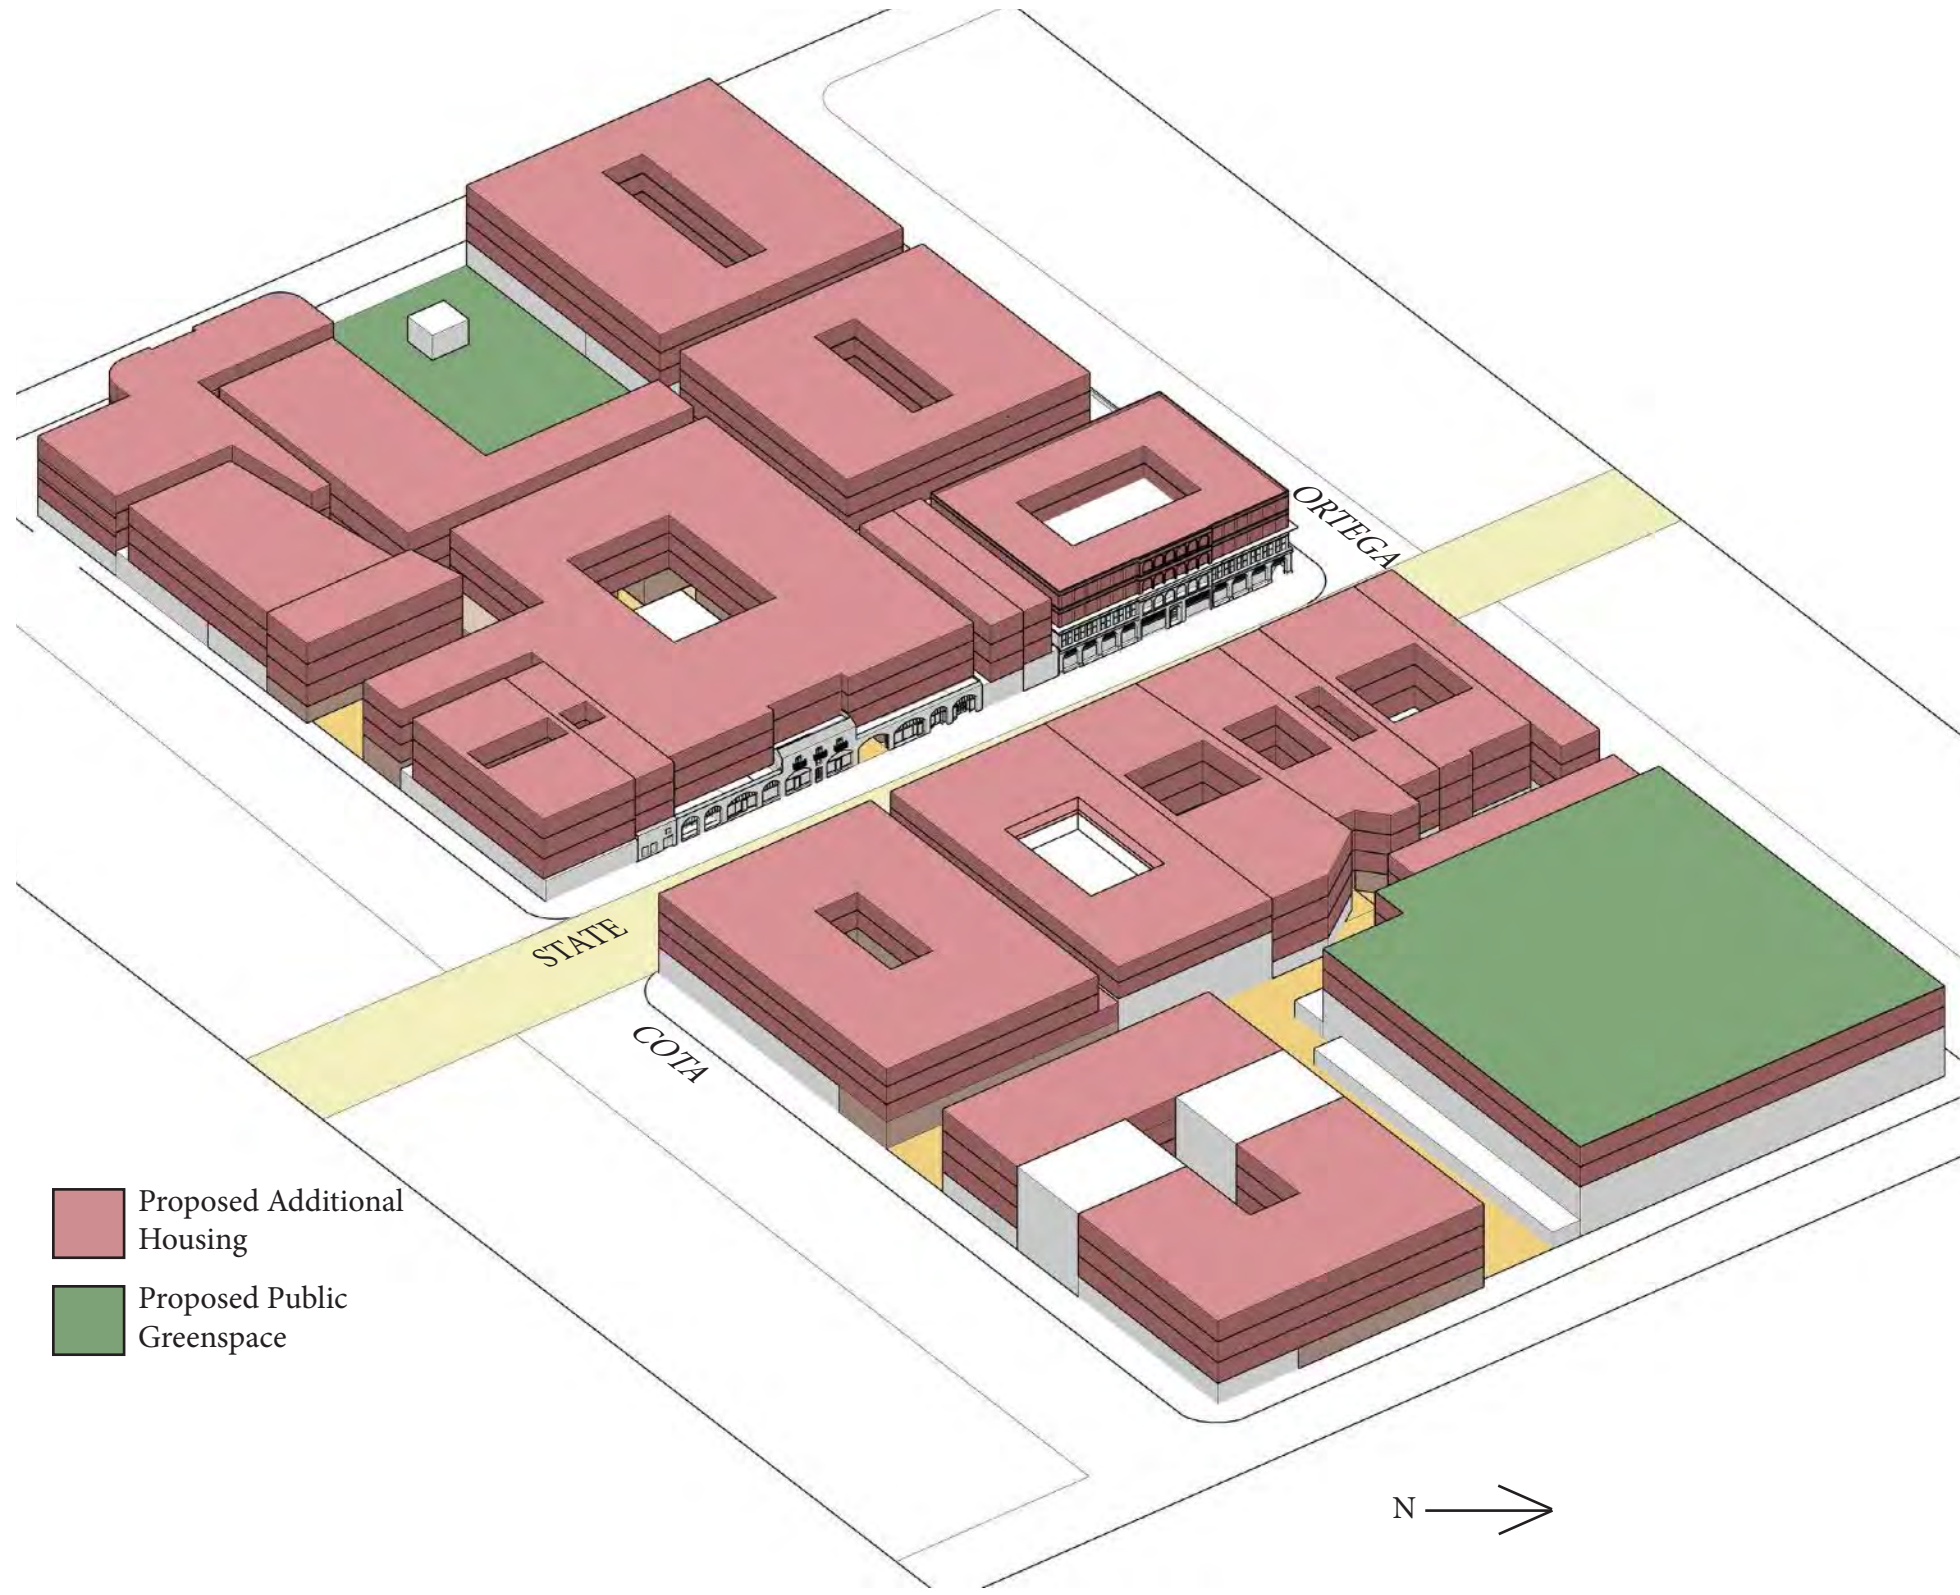 ORTEGA
STATE
COTA
Proposed Additional
Housing
Proposed Public
Greenspace
N